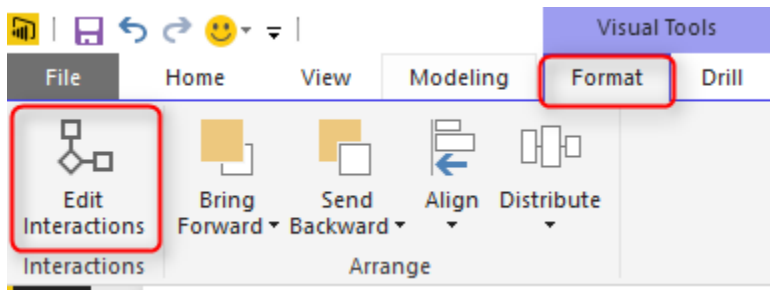 Visual Tools
File Home View Modeling Format Drill
Edit Interactions
Bring Forward
Send Backward
Align
Distribute
Interactions
Arrange